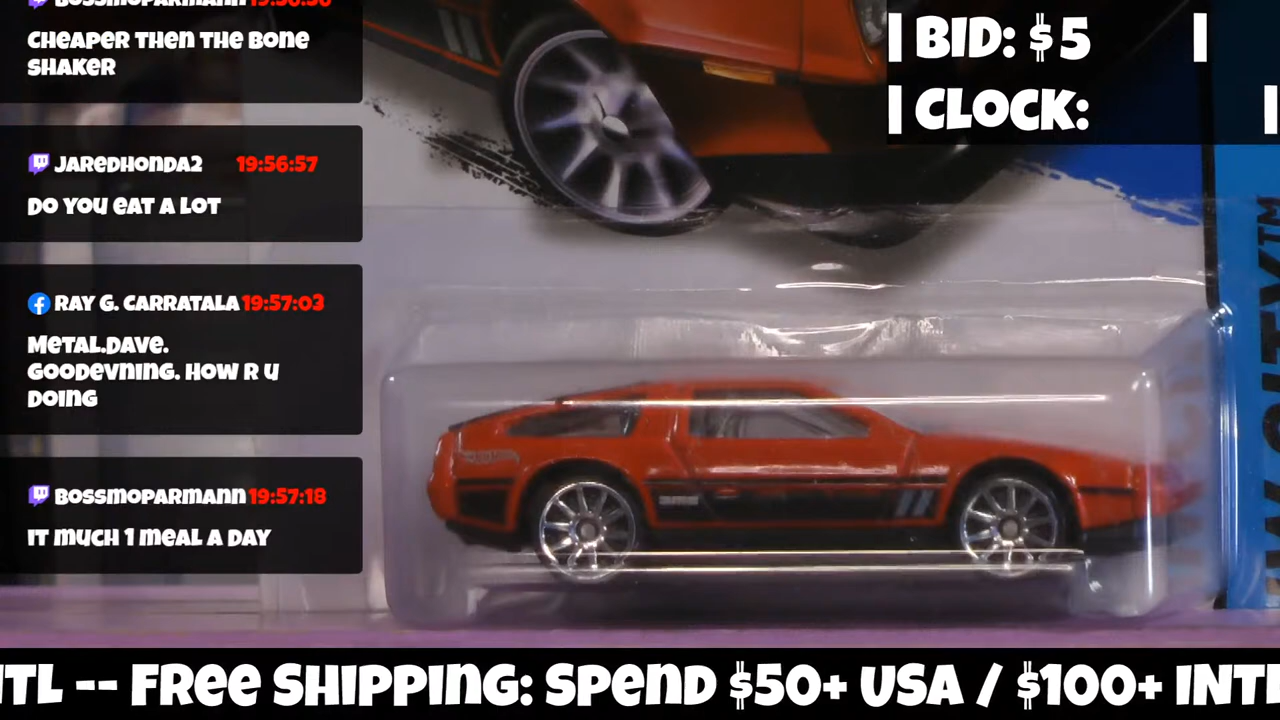 BOSSMOPARMANN
CHEAPER THEN THE BONE
SHAKER
JAREDHONDA2 19:56:57
DO YOU EAT A LOT
RAY G. CARRATALA 19:57:03
METAL.DAVE.
GOODEVNING. HOW R U
DOING
BOSSMOPARMANN 19:57:18
IT MUCH 1 MEAL A DAY
| BID: $5 |
| CLOCK: |
NTL -- FREE SHIPPING: SPEND $50+ USA / $100+ INTL